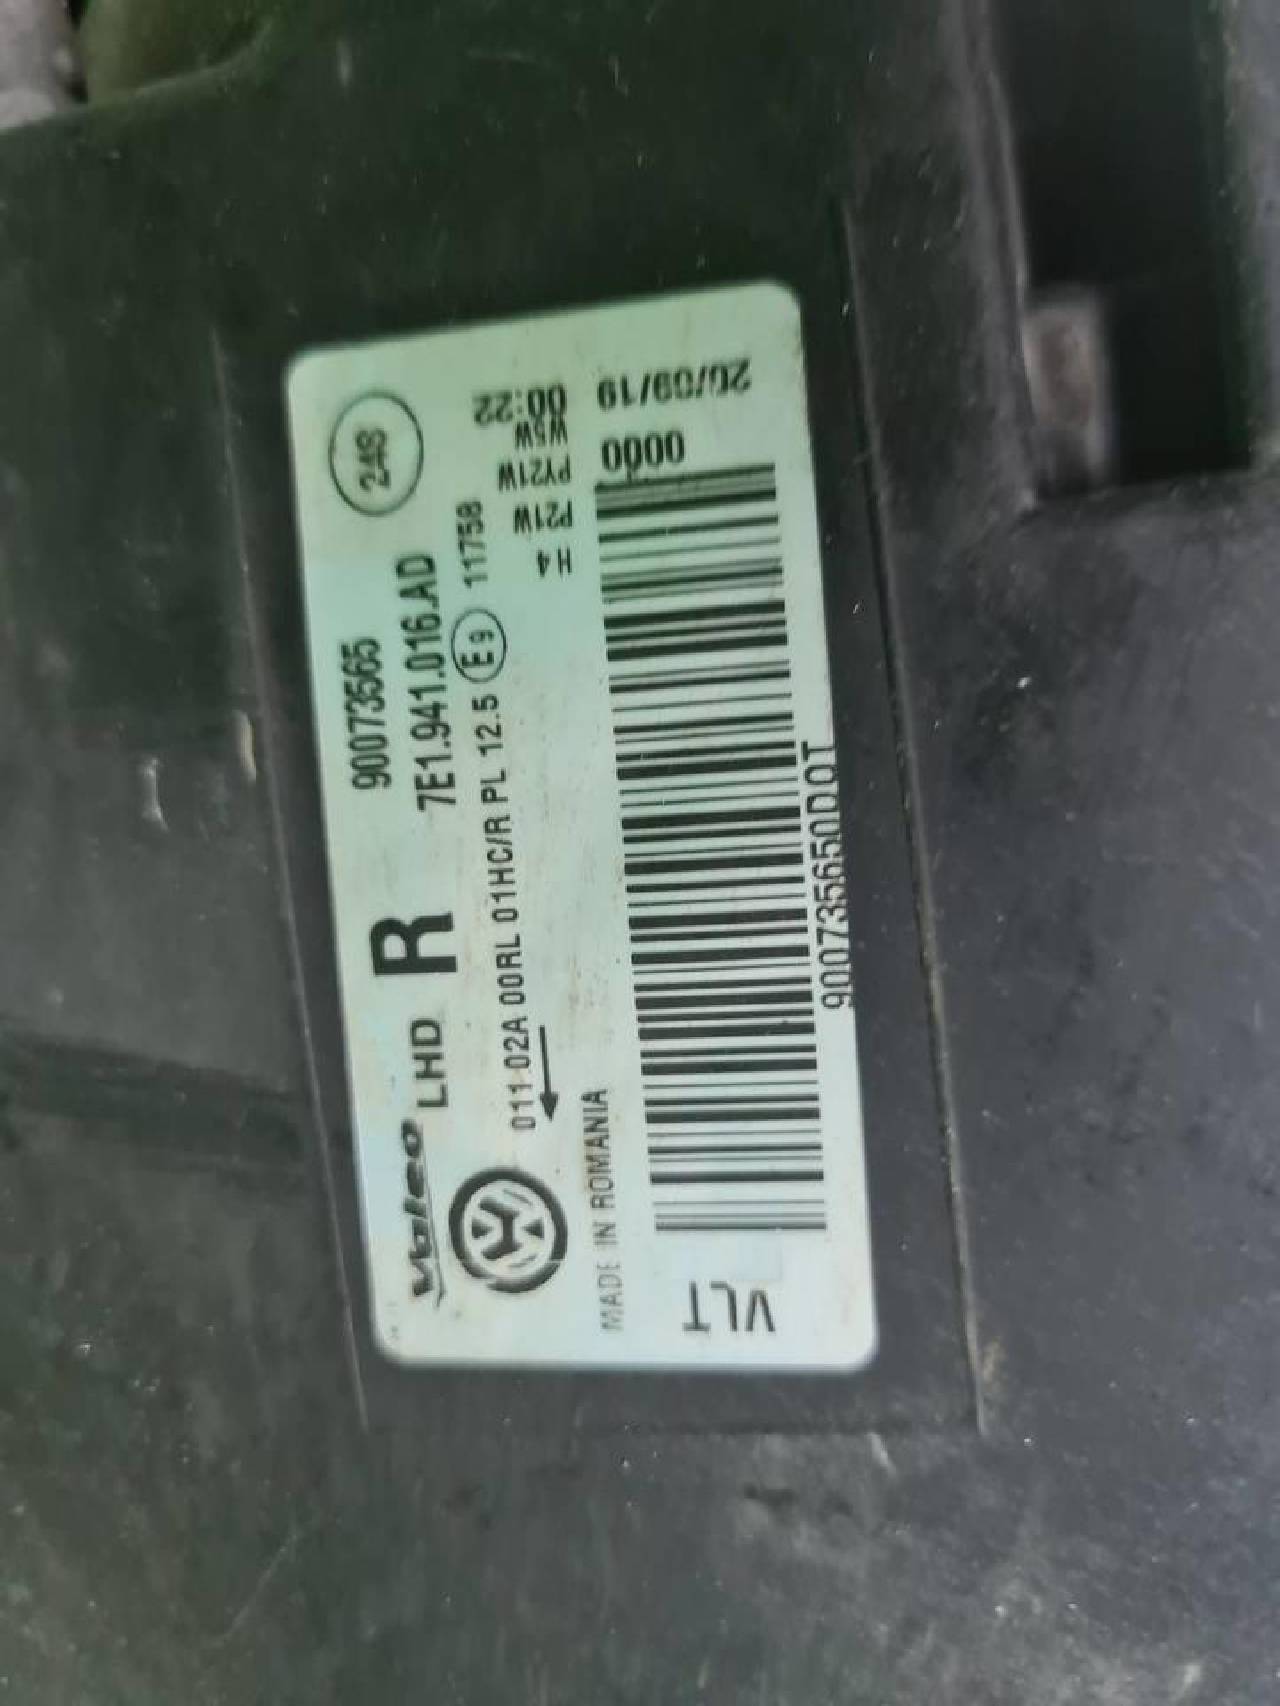 Valeo
LHD
R
90073565
7E1.941.016.AD
248
011 02A 00RL 01HC/R PL 12.5 E9 11758
MADE IN ROMANIA
H4
P21W
PY21W
W5W
00:22
20/09/19
0000
VLT
900735650D0T